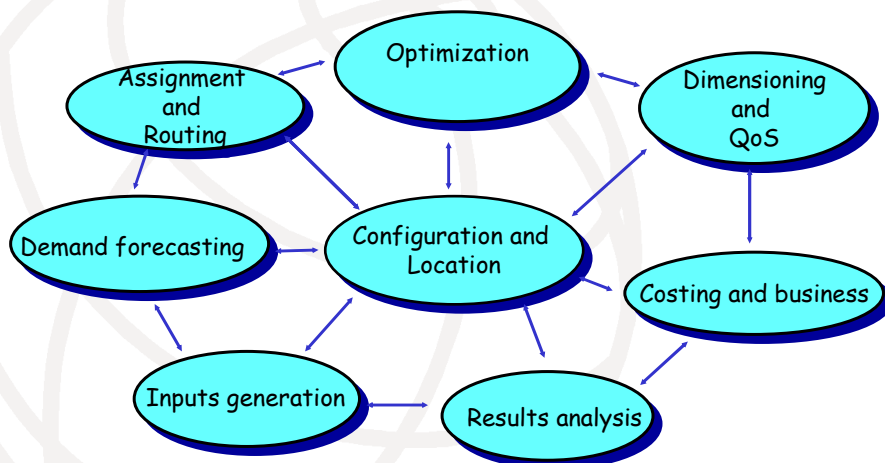 Optimization
Assignment
and
Routing
Dimensioning
and
QoS
Demand forecasting
Configuration and
Location
Costing and business
Inputs generation
Results analysis